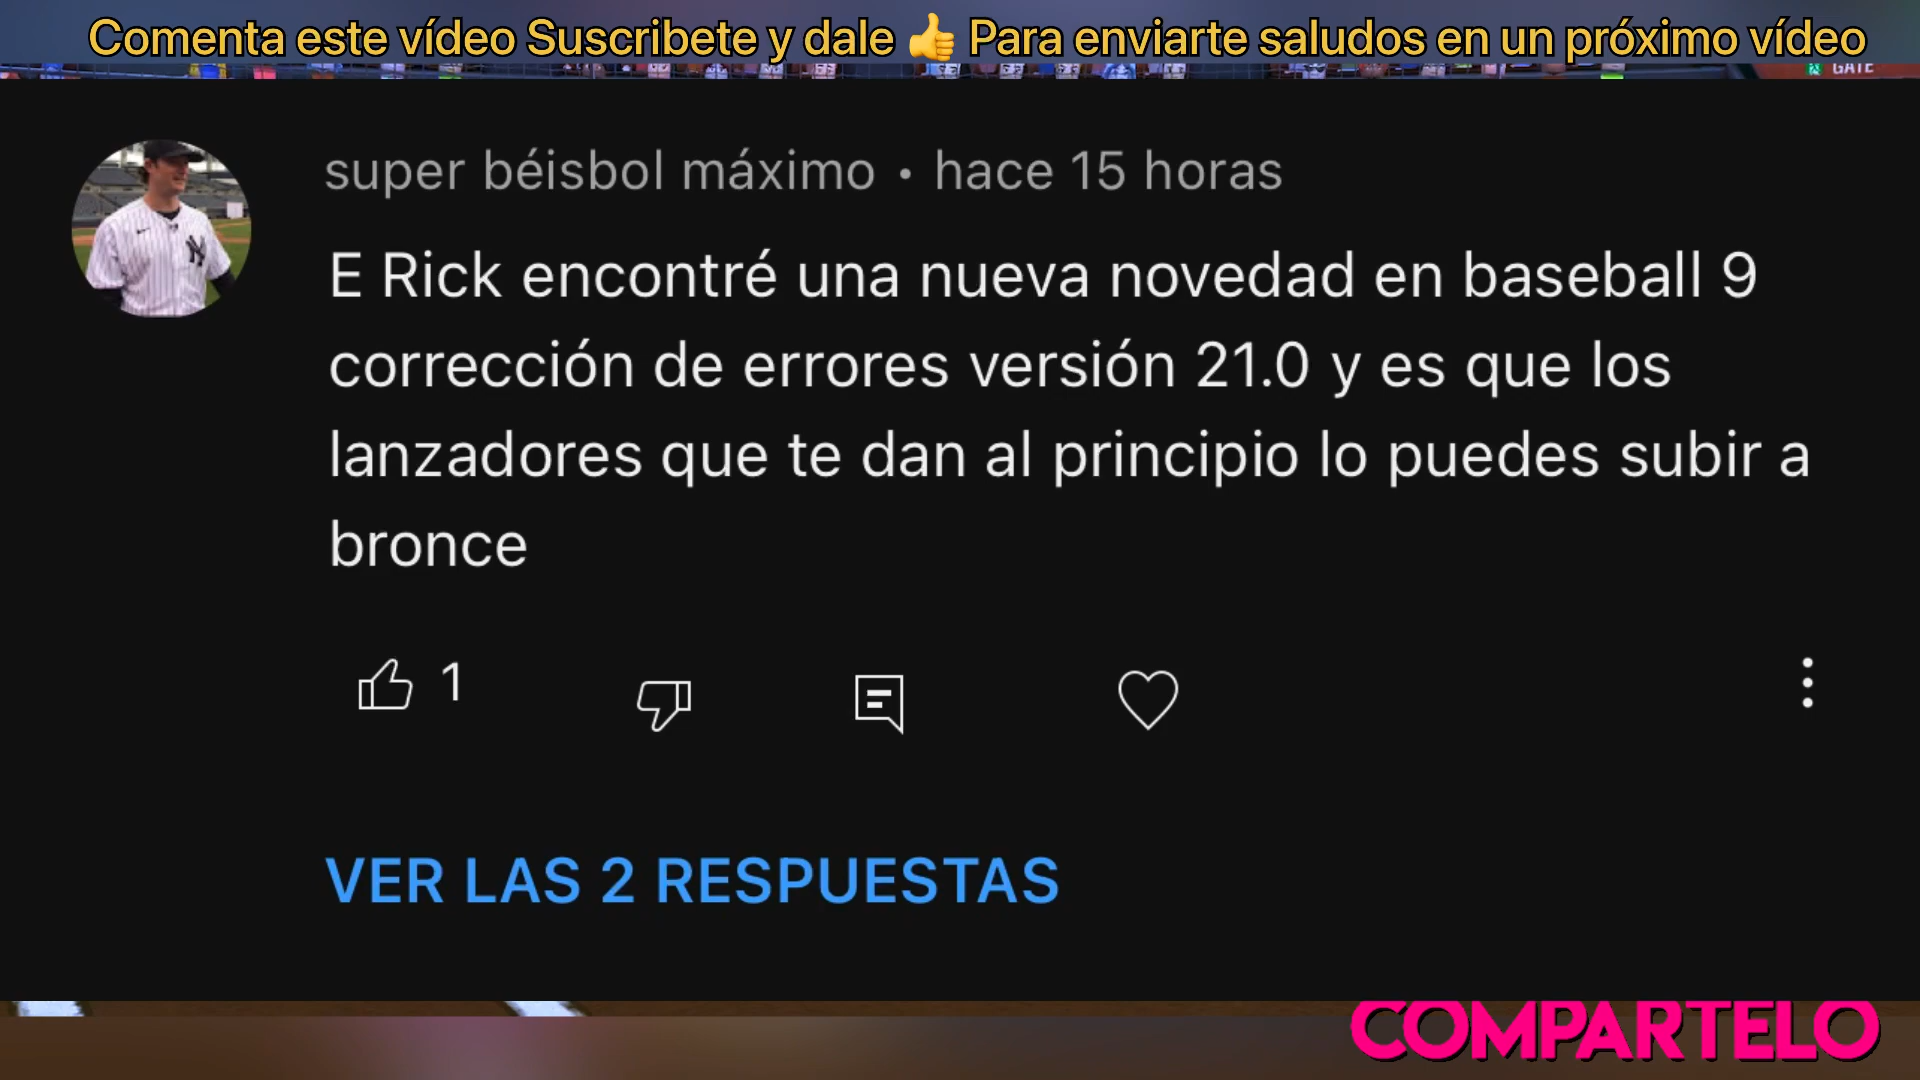 Comenta este vídeo Suscribete y dale 👍 Para enviarte saludos en un próximo vídeo
GATE
super béisbol máximo • hace 15 horas
E Rick encontré una nueva novedad en baseball 9
corrección de errores versión 21.0 y es que los
lanzadores que te dan al principio lo puedes subir a
bronce
1
VER LAS 2 RESPUESTAS
COMPARTELO